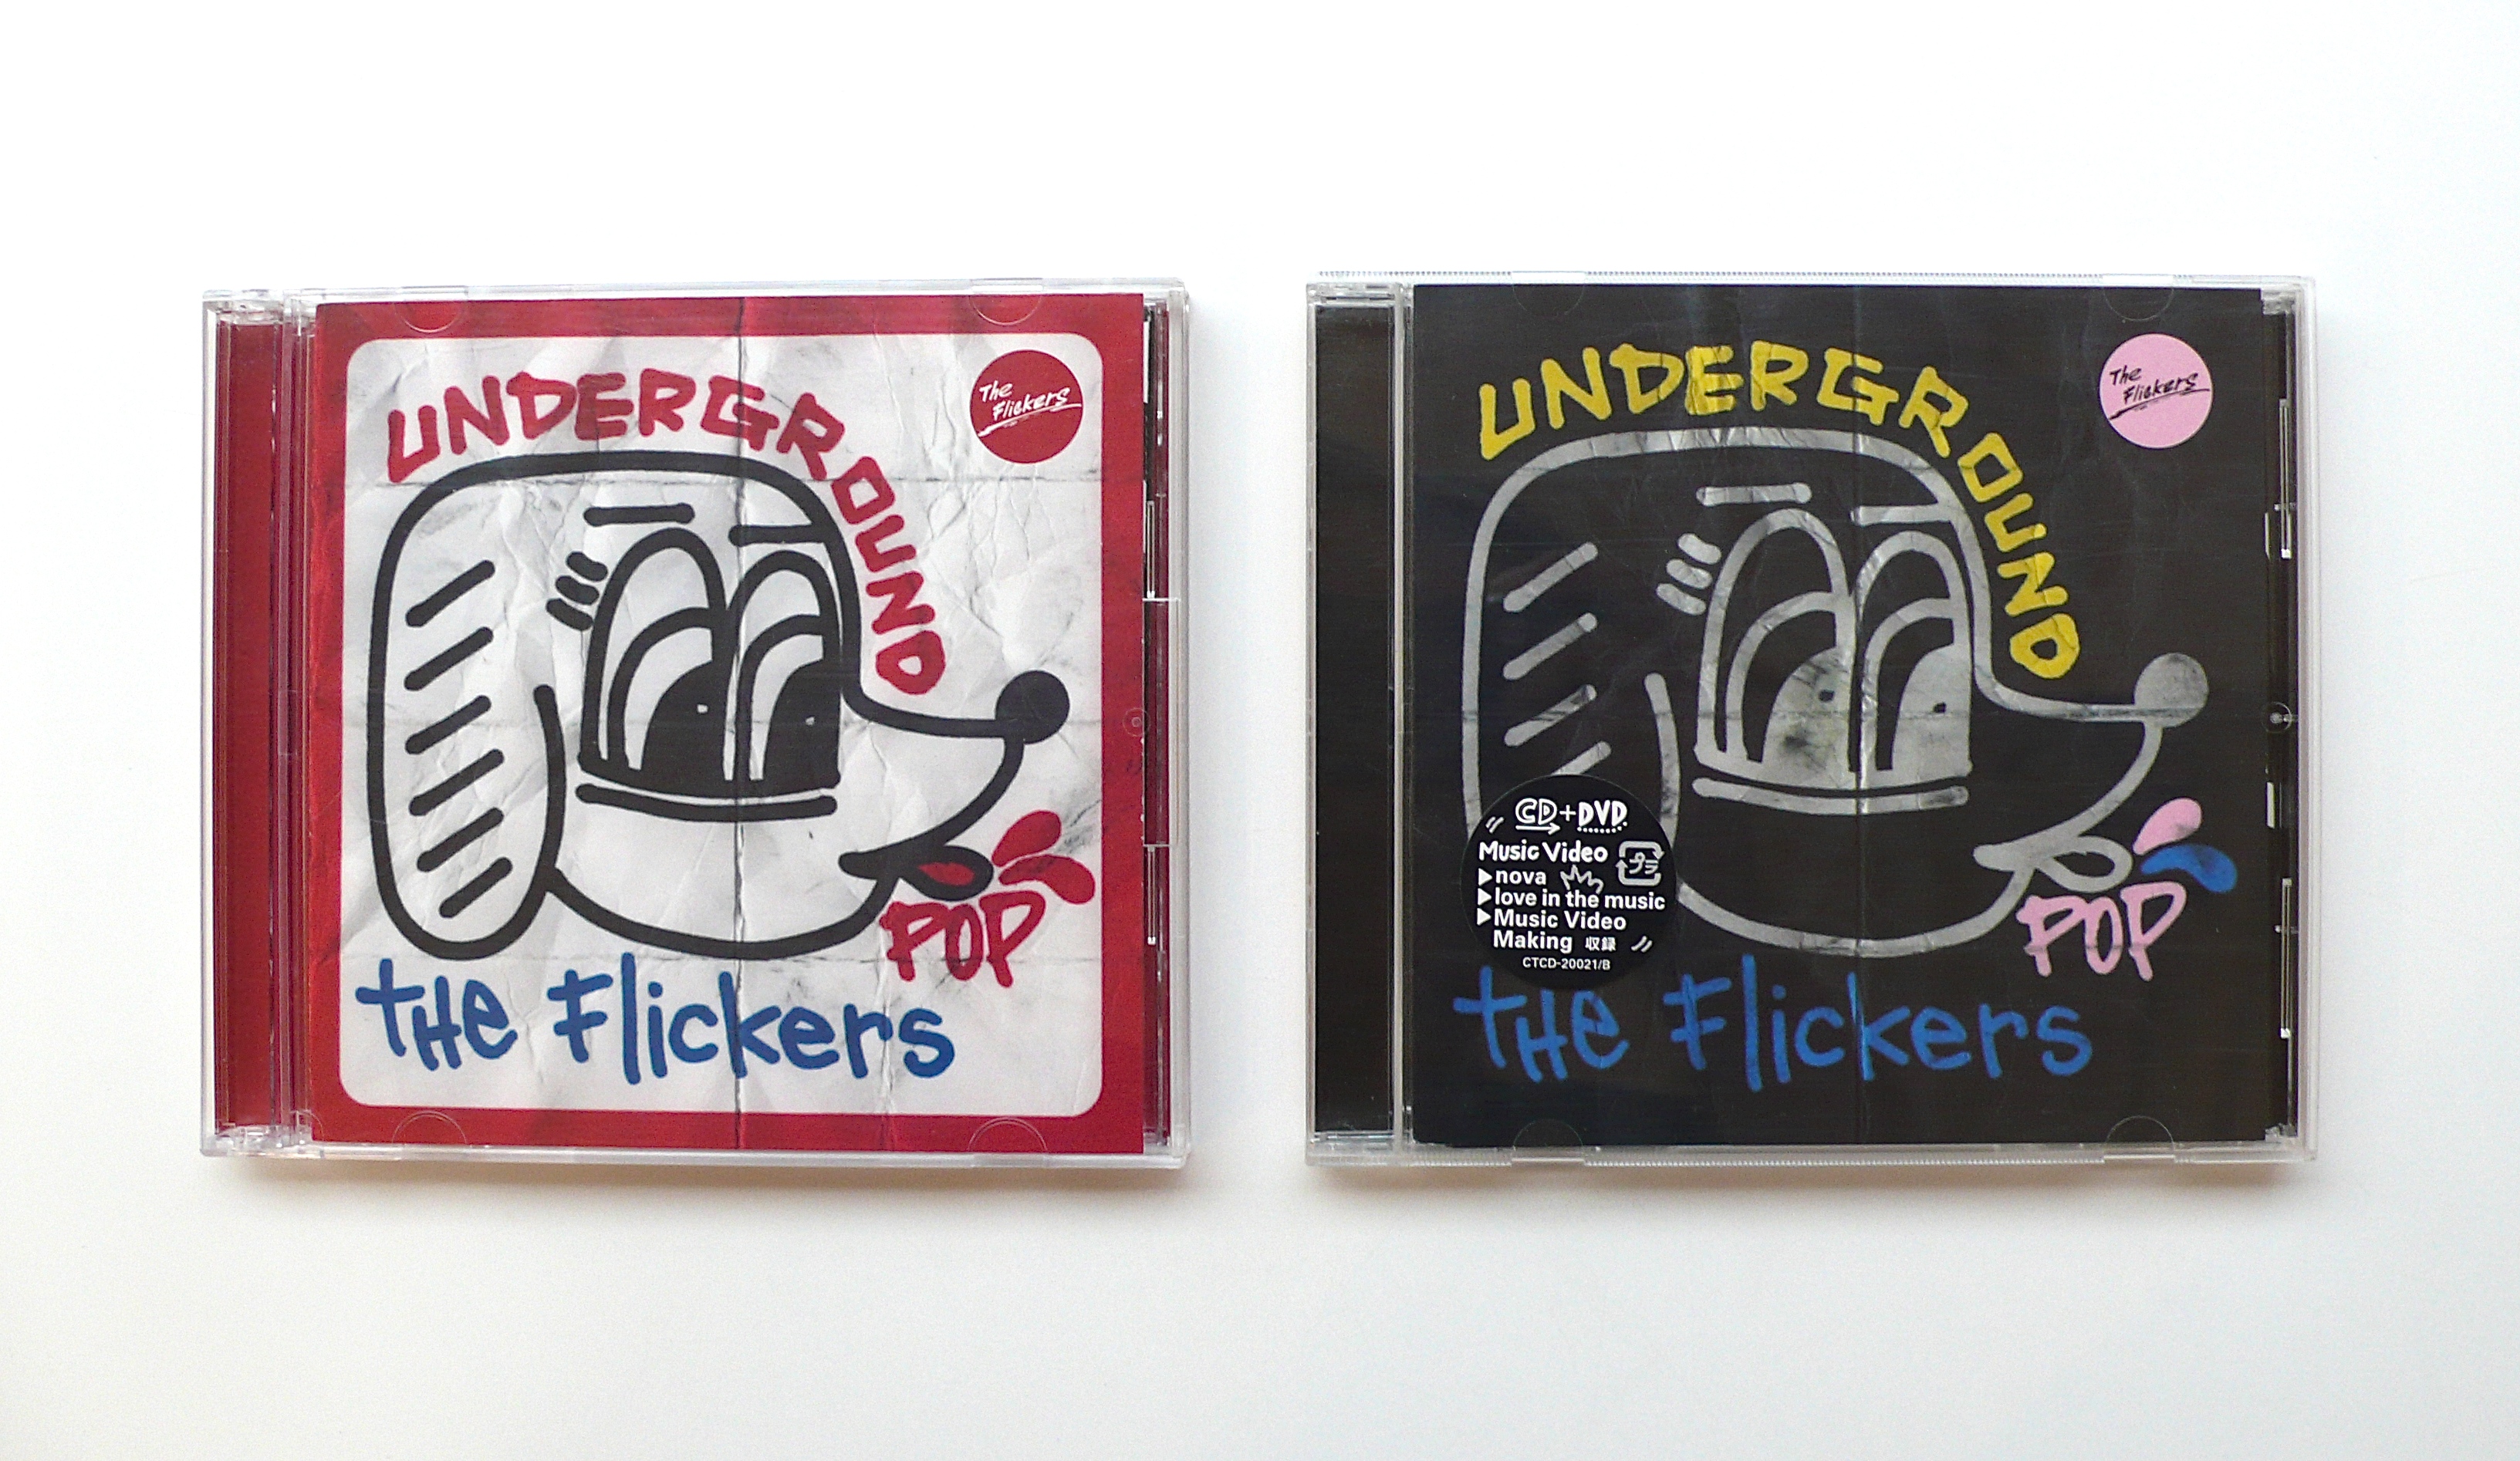 UNDERGROUND
The
Flickers
POP
THE Flickers
UNDERGROUND
The
Flickers
CD+DVD
Music Video
▶nova
▶love in the music
▶Music Video
Making 収録
CTCD-20021/B
POP
THE Flickers